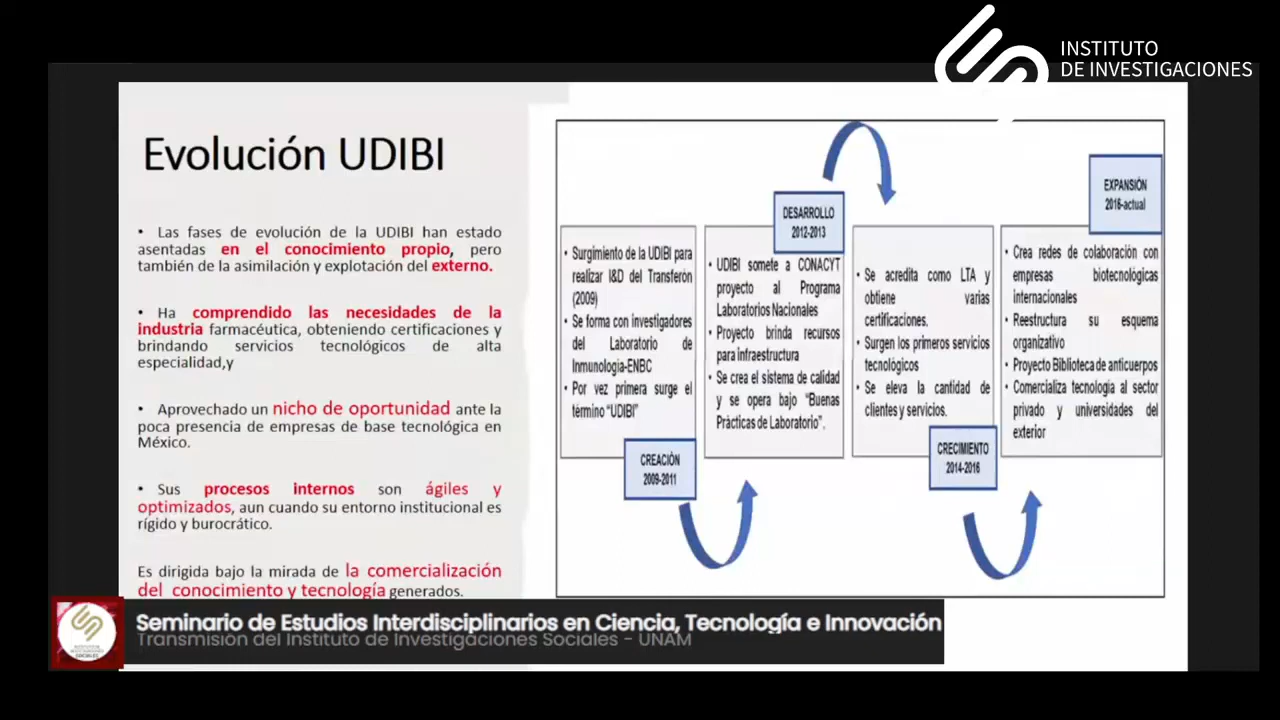 INSTITUTO
DE INVESTIGACIONES
Evolución UDIBI
• Las fases de evolución de la UDIBI han estado
asentadas en el conocimiento propio, pero
también de la asimilación y explotación del externo.
• Ha comprendido las necesidades de la
industria farmacéutica, obteniendo certificaciones y
brindando servicios tecnológicos de alta
especialidad,y
• Aprovechado un nicho de oportunidad ante la
poca presencia de empresas de base tecnológica en
México.
• Sus procesos internos son ágiles y
optimizados, aun cuando su entorno institucional es
rígido y burocrático.
Es dirigida bajo la mirada de la comercialización
del conocimiento y tecnología generados.
• Surgimiento de la UDIBI para
realizar I&D del Transferón
(2009)
• Se forma con investigadores
del Laboratorio de
Inmunología-ENBC
• Por vez primera surge el
término "UDIBI"
CREACIÓN
2009-2011
DESARROLLO
2012-2013
• UDIBI somete a CONACYT
proyecto al Programa
Laboratorios Nacionales
• Proyecto brinda recursos
para infraestructura
• Se crea el sistema de calidad
y se opera bajo "Buenas
Prácticas de Laboratorio".
• Se acredita como LTA y
obtiene varias
certificaciones.
• Surgen los primeros servicios
tecnológicos
• Se eleva la cantidad de
clientes y servicios.
CRECIMIENTO
2014-2016
EXPANSIÓN
2016-actual
• Crea redes de colaboración con
empresas biotecnológicas
internacionales
• Reestructura su esquema
organizativo
• Proyecto Biblioteca de anticuerpos
• Comercializa tecnología al sector
privado y universidades del
exterior
Seminario de Estudios Interdisciplinarios en Ciencia, Tecnología e Innovación
Transmisión del Instituto de Investigaciones Sociales - UNAM